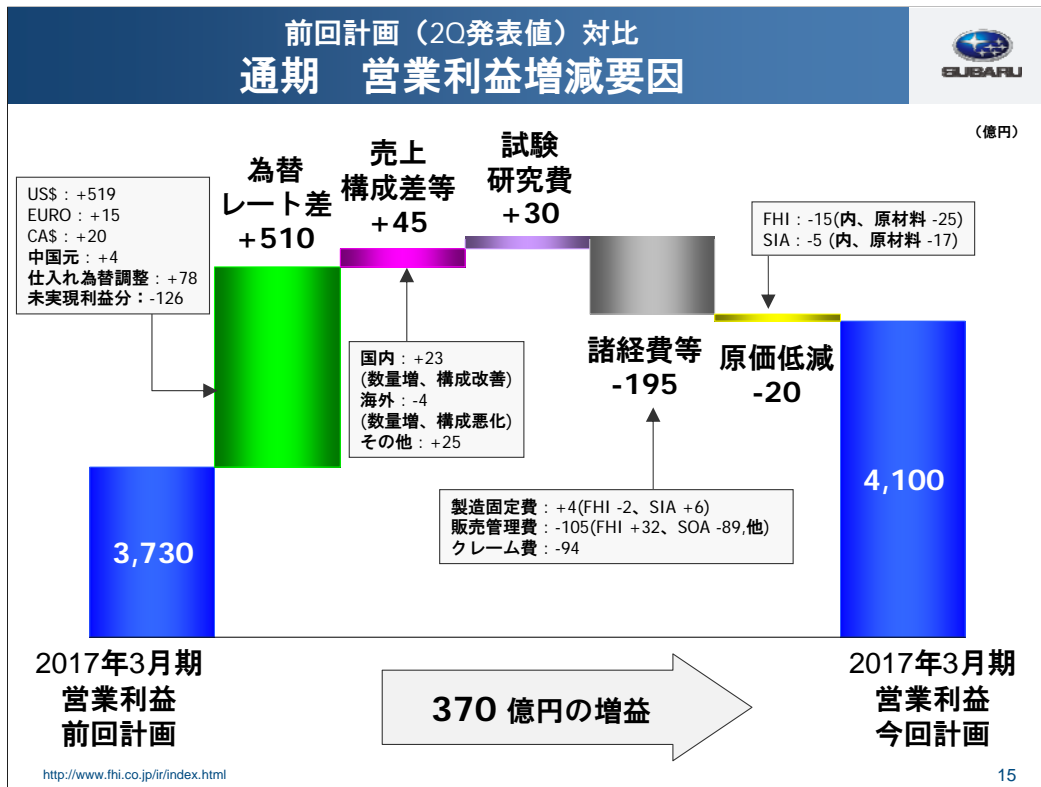 前回計画（2Q発表値）対比
通期　営業利益増減要因
SUBARU
（億円）
US$：+519
EURO：+15
CA$：+20
中国元：+4
仕入れ為替調整：+78
未実現利益分：-126
為替
レート差
+510
売上
構成差等
+45
試験
研究費
+30
FHI：-15(内、原材料 -25)
SIA：-5 (内、原材料 -17)
国内：+23
(数量増、構成改善)
海外：-4
(数量増、構成悪化)
その他：+25
諸経費等
-195
原価低減
-20
製造固定費：+4(FHI -2、SIA +6)
販売管理費：-105(FHI +32、SOA -89,他)
クレーム費：-94
3,730
4,100
2017年3月期
営業利益
前回計画
370 億円の増益
2017年3月期
営業利益
今回計画
http://www.fhi.co.jp/ir/index.html
15